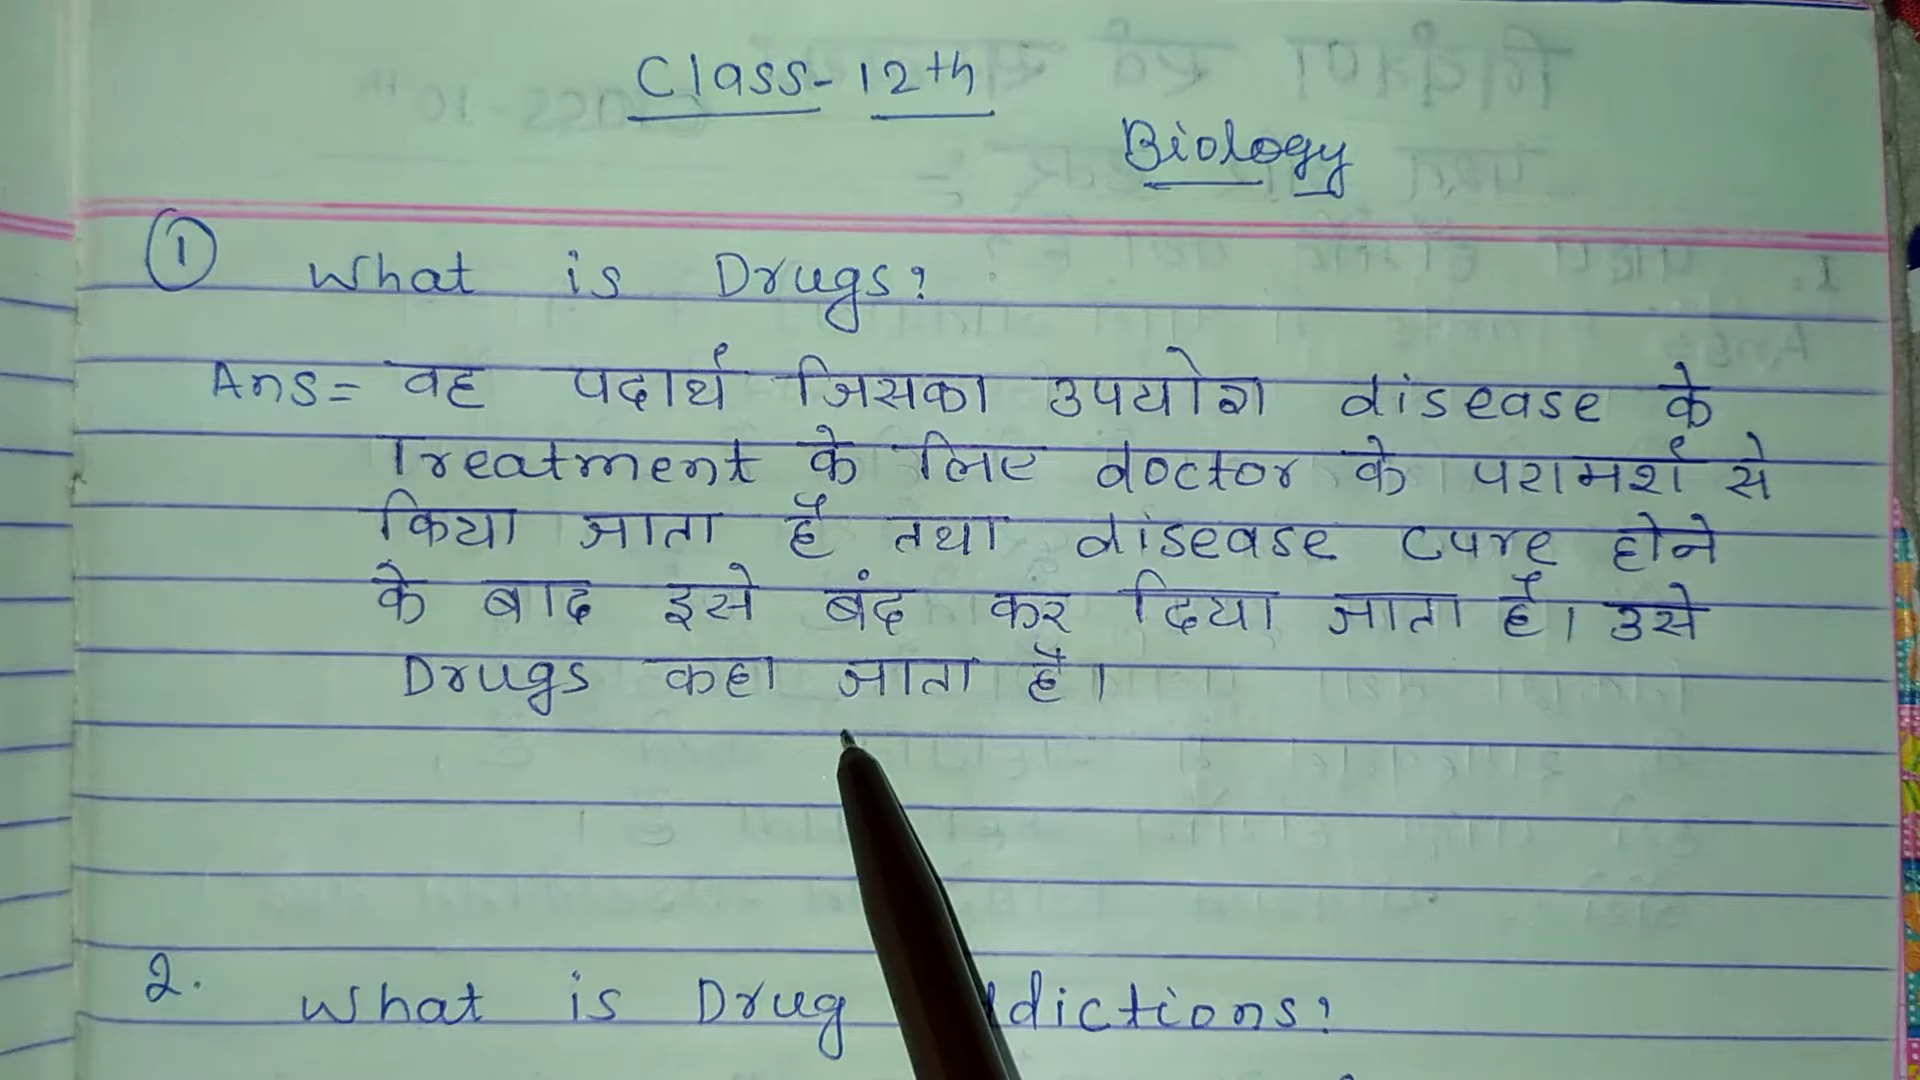 Class-12th
Biology
① What is Drugs?
Ans= वह पदार्थ जिसका उपयोग disease के
Treatment के लिए doctor के परामर्श से
किया जाता है तथा disease cure होने
के बाद इसे बंद कर दिया जाता है। उसे
Drugs कहा जाता है।
2. What is Drug dictions?